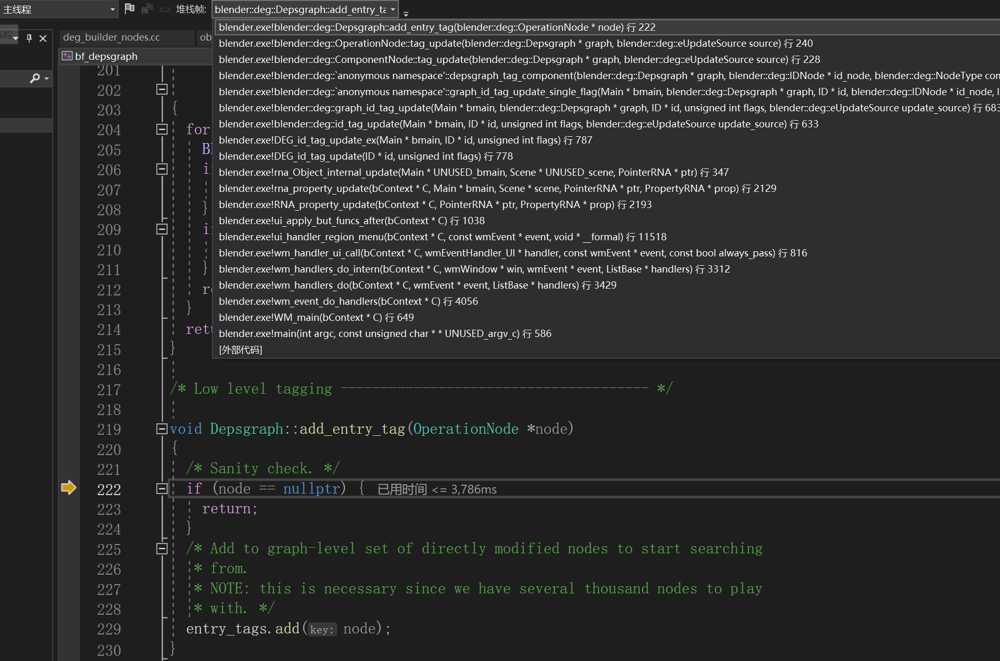 主线程
堆栈帧:
blender::deg::Depsgraph::add_entry_ta
blender.exe!blender::deg::Depsgraph::add_entry_tag(blender::deg::OperationNode * node) 行 222
blender.exe!blender::deg::OperationNode::tag_update(blender::deg::Depsgraph * graph, blender::deg::eUpdateSource source) 行 240
blender.exe!blender::deg::ComponentNode::tag_update(blender::deg::Depsgraph * graph, blender::deg::eUpdateSource source) 行 228
blender.exe!blender::deg::`anonymous namespace'::depsgraph_tag_component(blender::deg::Depsgraph * graph, blender::deg::IDNode * id_node, blender::deg::NodeType con
blender.exe!blender::deg::`anonymous namespace'::graph_id_tag_update_single_flag(Main * bmain, blender::deg::Depsgraph * graph, ID * id, blender::deg::IDNode * id_node, I
blender.exe!blender::deg::graph_id_tag_update(Main * bmain, blender::deg::Depsgraph * graph, ID * id, unsigned int flags, blender::deg::eUpdateSource update_source) 行 683
blender.exe!blender::deg::id_tag_update(Main * bmain, ID * id, unsigned int flags, blender::deg::eUpdateSource update_source) 行 633
blender.exe!DEG_id_tag_update_ex(Main * bmain, ID * id, unsigned int flags) 行 787
blender.exe!DEG_id_tag_update(ID * id, unsigned int flags) 行 778
blender.exe!rna_Object_internal_update(Main * UNUSED_bmain, Scene * UNUSED_scene, PointerRNA * ptr) 行 347
blender.exe!rna_property_update(bContext * C, Main * bmain, Scene * scene, PointerRNA * ptr, PropertyRNA * prop) 行 2129
blender.exe!RNA_property_update(bContext * C, PointerRNA * ptr, PropertyRNA * prop) 行 2193
blender.exe!ui_apply_but_funcs_after(bContext * C) 行 1038
blender.exe!ui_handler_region_menu(bContext * C, const wmEvent * event, void * __formal) 行 11518
blender.exe!wm_handler_ui_call(bContext * C, wmEventHandler_UI * handler, const wmEvent * event, const bool always_pass) 行 816
blender.exe!wm_handlers_do_intern(bContext * C, wmWindow * win, wmEvent * event, ListBase * handlers) 行 3312
blender.exe!wm_handlers_do(bContext * C, wmEvent * event, ListBase * handlers) 行 3429
blender.exe!wm_event_do_handlers(bContext * C) 行 4056
blender.exe!WM_main(bContext * C) 行 649
blender.exe!main(int argc, const unsigned char * * UNUSED_argv_c) 行 586
[外部代码]
线程
deg_builder_nodes.cc
ob
bf_depsgraph
201
202
203 {
204 for
205 Bl
206 i
207
208 }
209 i
210
211 }
212 re
213 }
214 retu
215 }
216
217 /* Low level tagging -------------------------------------- */
218
219 void Depsgraph::add_entry_tag(OperationNode *node)
220 {
221 /* Sanity check. */
222 if (node == nullptr) { 已用时间 <= 3,786ms
223 return;
224 }
225 /* Add to graph-level set of directly modified nodes to start searching
226 * from.
227 * NOTE: this is necessary since we have several thousand nodes to play
228 * with. */
229 entry_tags.add(key: node);
230 }